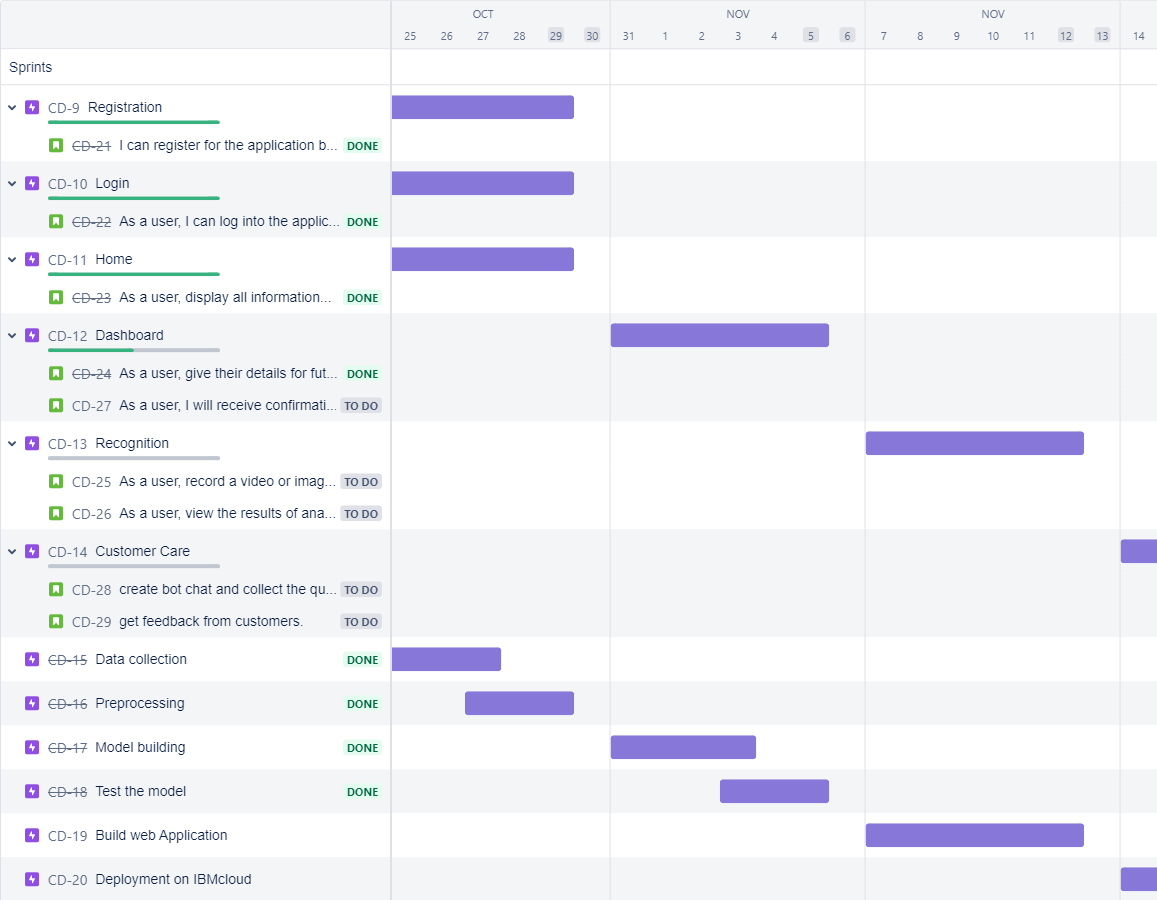 OCT NOV NOV
25 26 27 28 29 30 31 1 2 3 4 5 6 7 8 9 10 11 12 13 14
Sprints
CD-9 Registration
CD-21 I can register for the application b... DONE
CD-10 Login
CD-22 As a user, I can log into the applic... DONE
CD-11 Home
CD-23 As a user, display all information... DONE
CD-12 Dashboard
CD-24 As a user, give their details for fut... DONE
CD-27 As a user, I will receive confirmati... TO DO
CD-13 Recognition
CD-25 As a user, record a video or imag... TO DO
CD-26 As a user, view the results of ana... TO DO
CD-14 Customer Care
CD-28 create bot chat and collect the qu... TO DO
CD-29 get feedback from customers. TO DO
CD-15 Data collection DONE
CD-16 Preprocessing DONE
CD-17 Model building DONE
CD-18 Test the model DONE
CD-19 Build web Application
CD-20 Deployment on IBMcloud